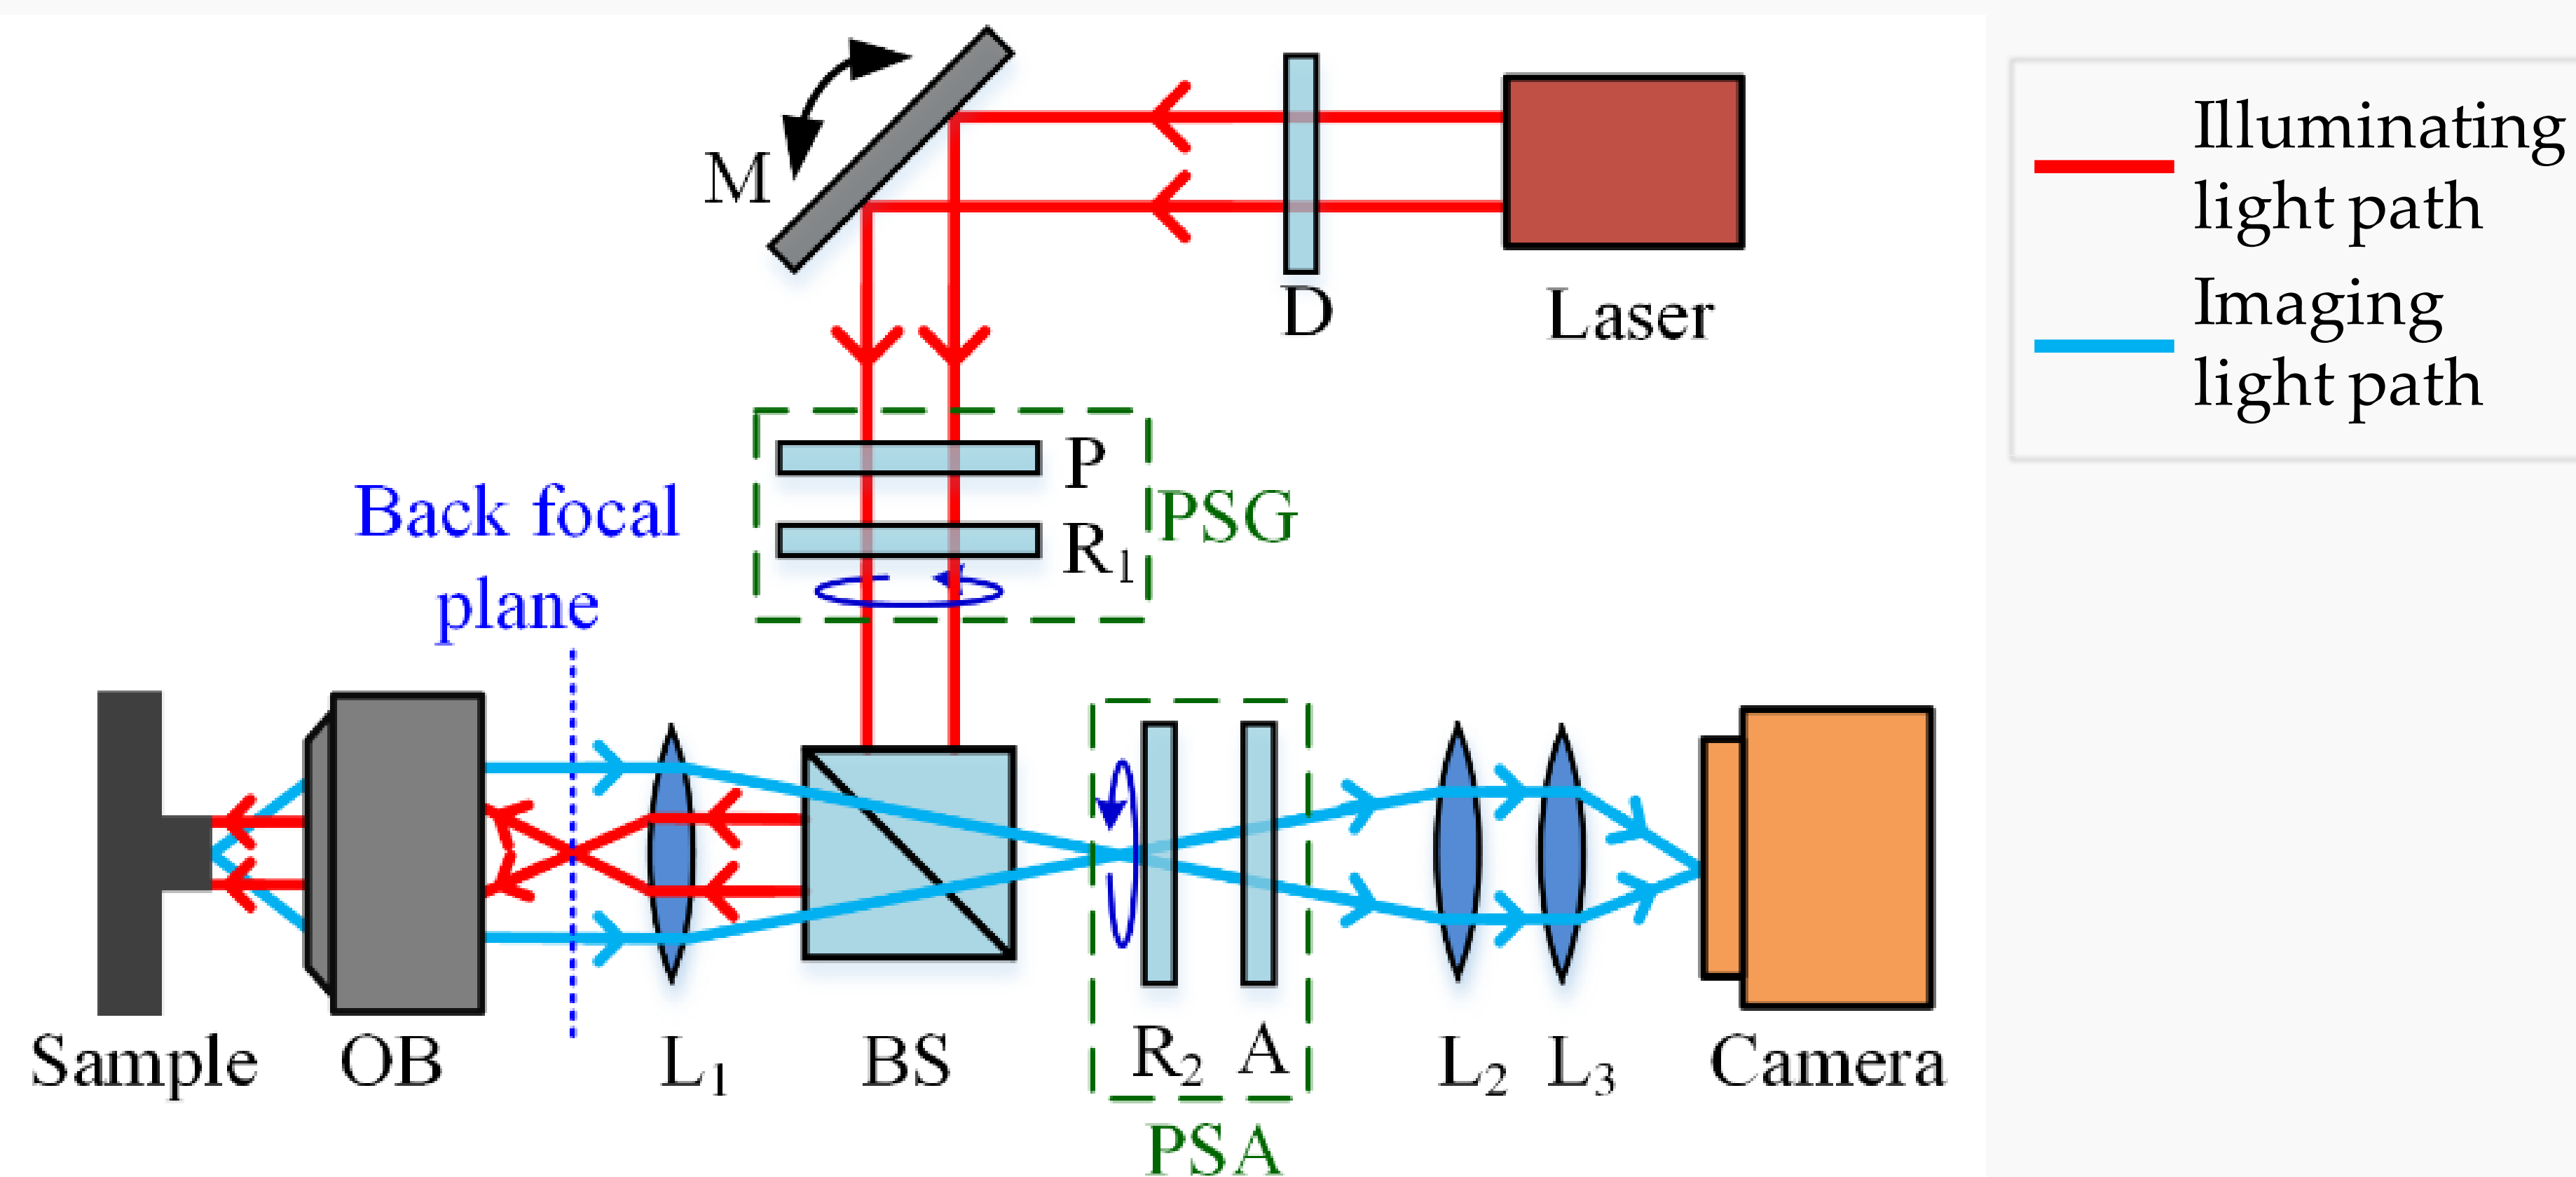 M
D
Laser
Illuminating
light path
Imaging
light path
P
R₁
PSG
Back focal
plane
Sample
OB
L₁
BS
R₂
A
PSA
L₂
L₃
Camera